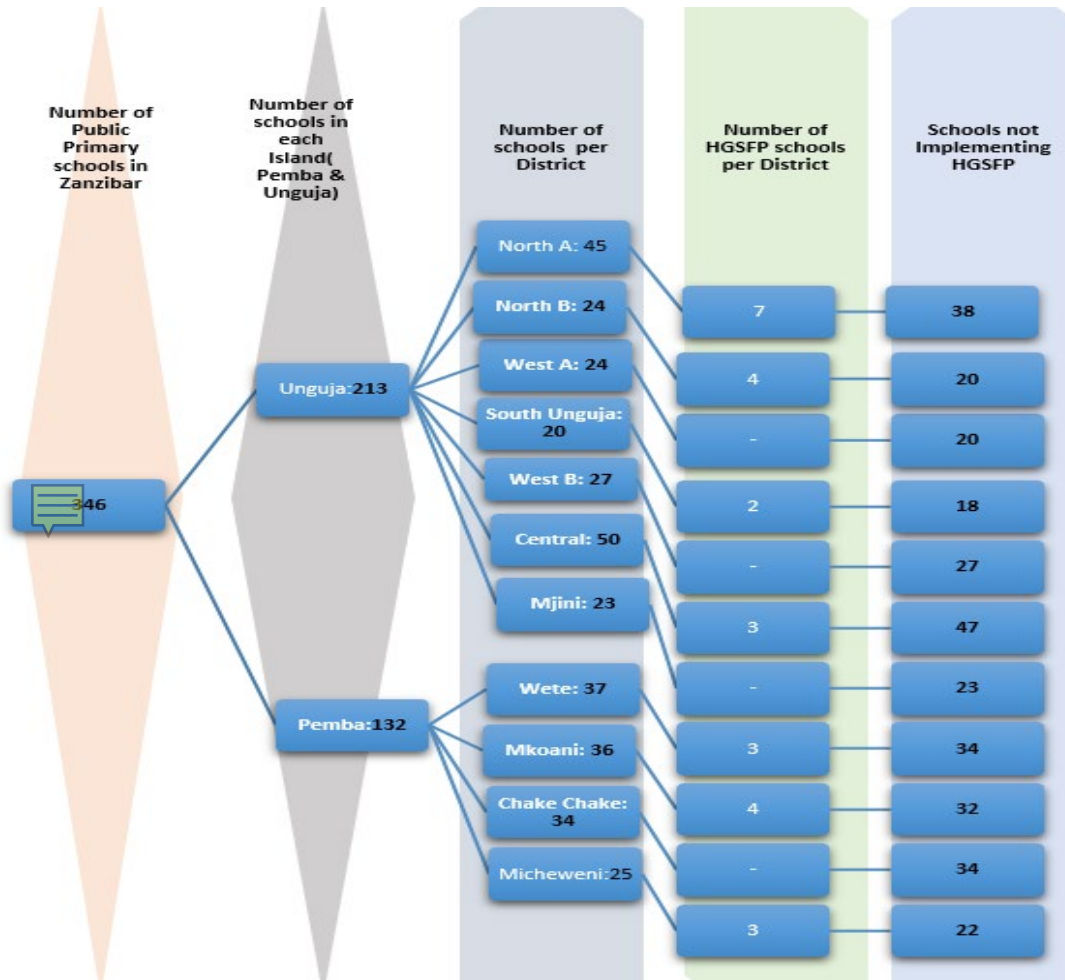 Number of
Public
Primary
schools in
Zanzibar
Number of
schools in
each
Island(
Pemba &
Unguja)
Number of
schools per
District
Number of
HGSFP schools
per District
Schools not
Implementing
HGSFP
346
Unguja:213
Pemba:132
North A: 45
North B: 24
West A: 24
South Unguja:
20
West B: 27
Central: 50
Mjini: 23
Wete: 37
Mkoani: 36
Chake Chake:
34
Micheweni:25
7
4
-
2
-
3
-
3
4
-
3
38
20
20
18
27
47
23
34
32
34
22